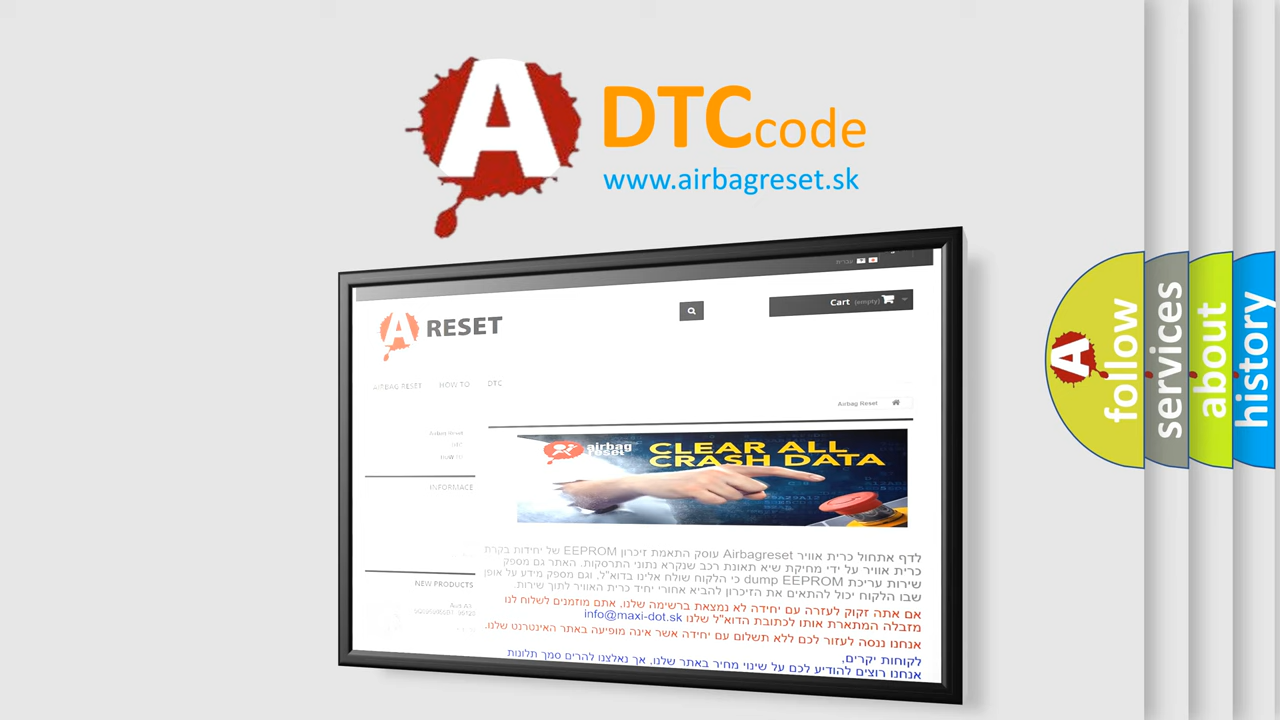 A DTC code
www.airbagreset.sk
A RESET
Cart (empty)
AIRBAG RESET HOW TO DTC
Airbag Reset
Airbag Reset
HOW TO
INFORMACE
NEW PRODUCTS
airbag
reset
CLEAR ALL
CRASH DATA
לדף אתחול כרית אוויר Airbagreset עוסק התאמת זיכרון EEPROM של יחידות בקרת
כרית אוויר על ידי מחיקת שיא תאונת רכב שנקרא נתוני התרסקות. האתר גם מספק
שירות עריכת EEPROM dump כי הלקוח שולח אלינו בדוא"ל, וגם מספק מידע על אופן
שבו הלקוח יכול להתאים את הזיכרון להביא אחורי יחיד כרית האוויר לתוך שירות.
אם אתה זקוק לעזרה עם יחידה לא נמצאת ברשימה שלנו, אתם מוזמנים לשלוח לנו
מזבלה המתארת אותו לכתובת הדוא"ל שלנו info@maxi-dot.sk
אנחנו ננסה לעזור לכם ללא תשלום עם יחידה אשר אינה מופיעה באתר האינטרנט שלנו.
לקוחות יקרים,
אנחנו רוצים להודיע לכם על שינוי מחיר באתר שלנו, אך נאלצנו להרים סמך תלונות
A follow
services
about
history